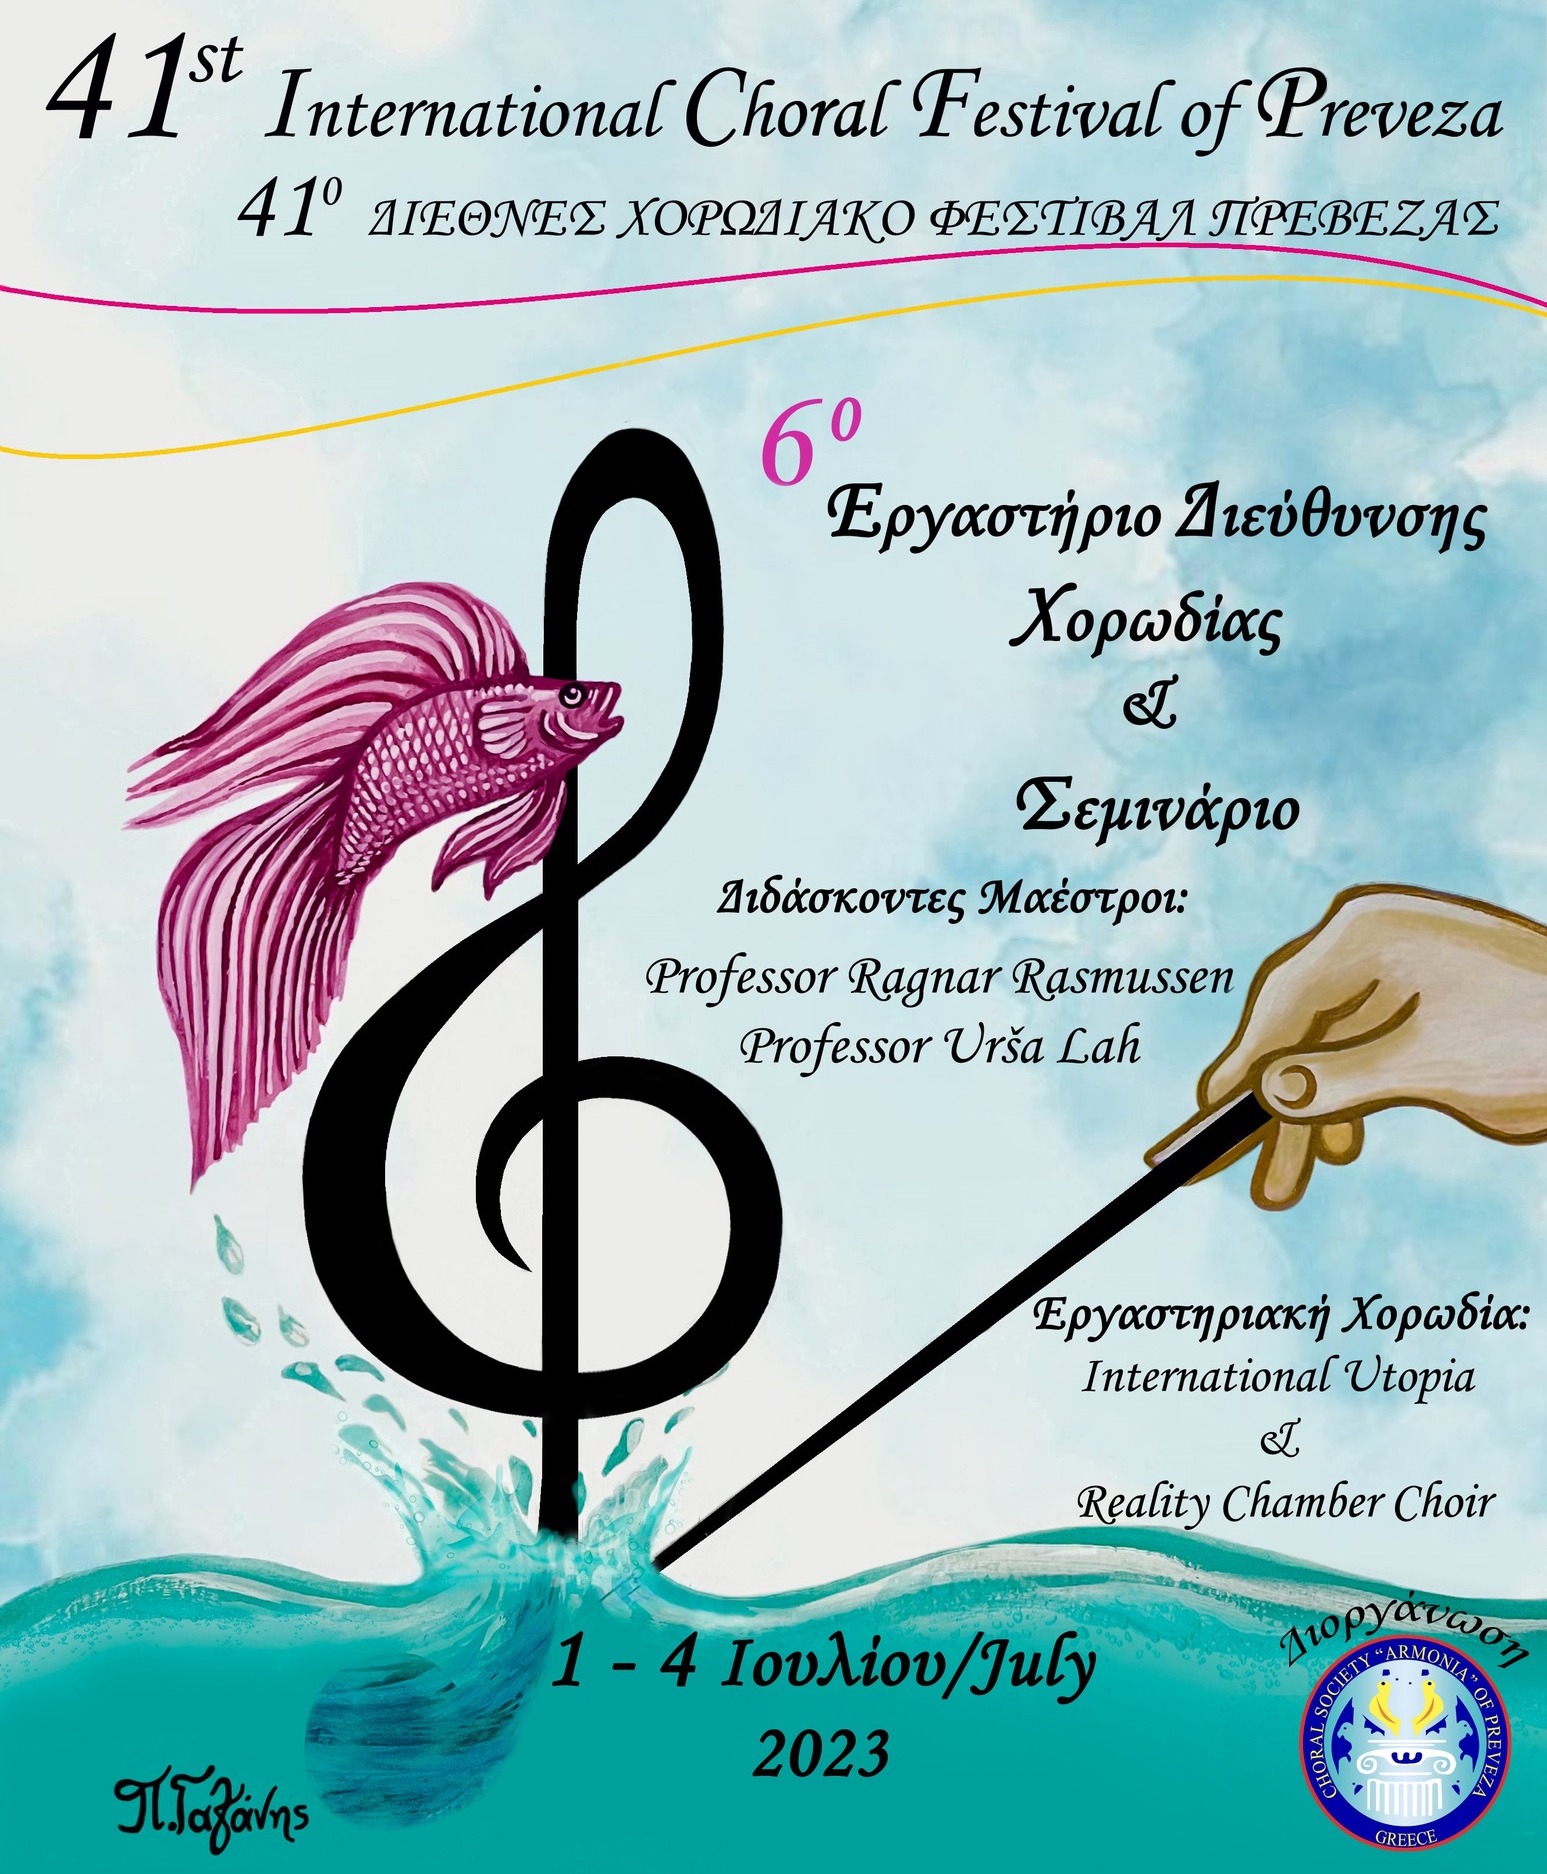 41st International Choral Festival of Preveza
41ο ΔΙΕΘΝΕΣ ΧΟΡΩΔΙΑΚΟ ΦΕΣΤΙΒΑΛ ΠΡΕΒΕΖΑΣ
6ο
Εργαστήριο Διεύθυνσης
Χορωδίας
&
Σεμινάριο
Διδάσκοντες Μαέστροι:
Professor Ragnar Rasmussen
Professor Urša Lah
Εργαστηριακή Χορωδία:
International Utopia
&
Reality Chamber Choir
1 - 4 Ιουλίου/July
2023
Διοργάνωση
CHORAL SOCIETY "ARMONIA" OF PREVEZA
GREECE
Π.Γαζάνης